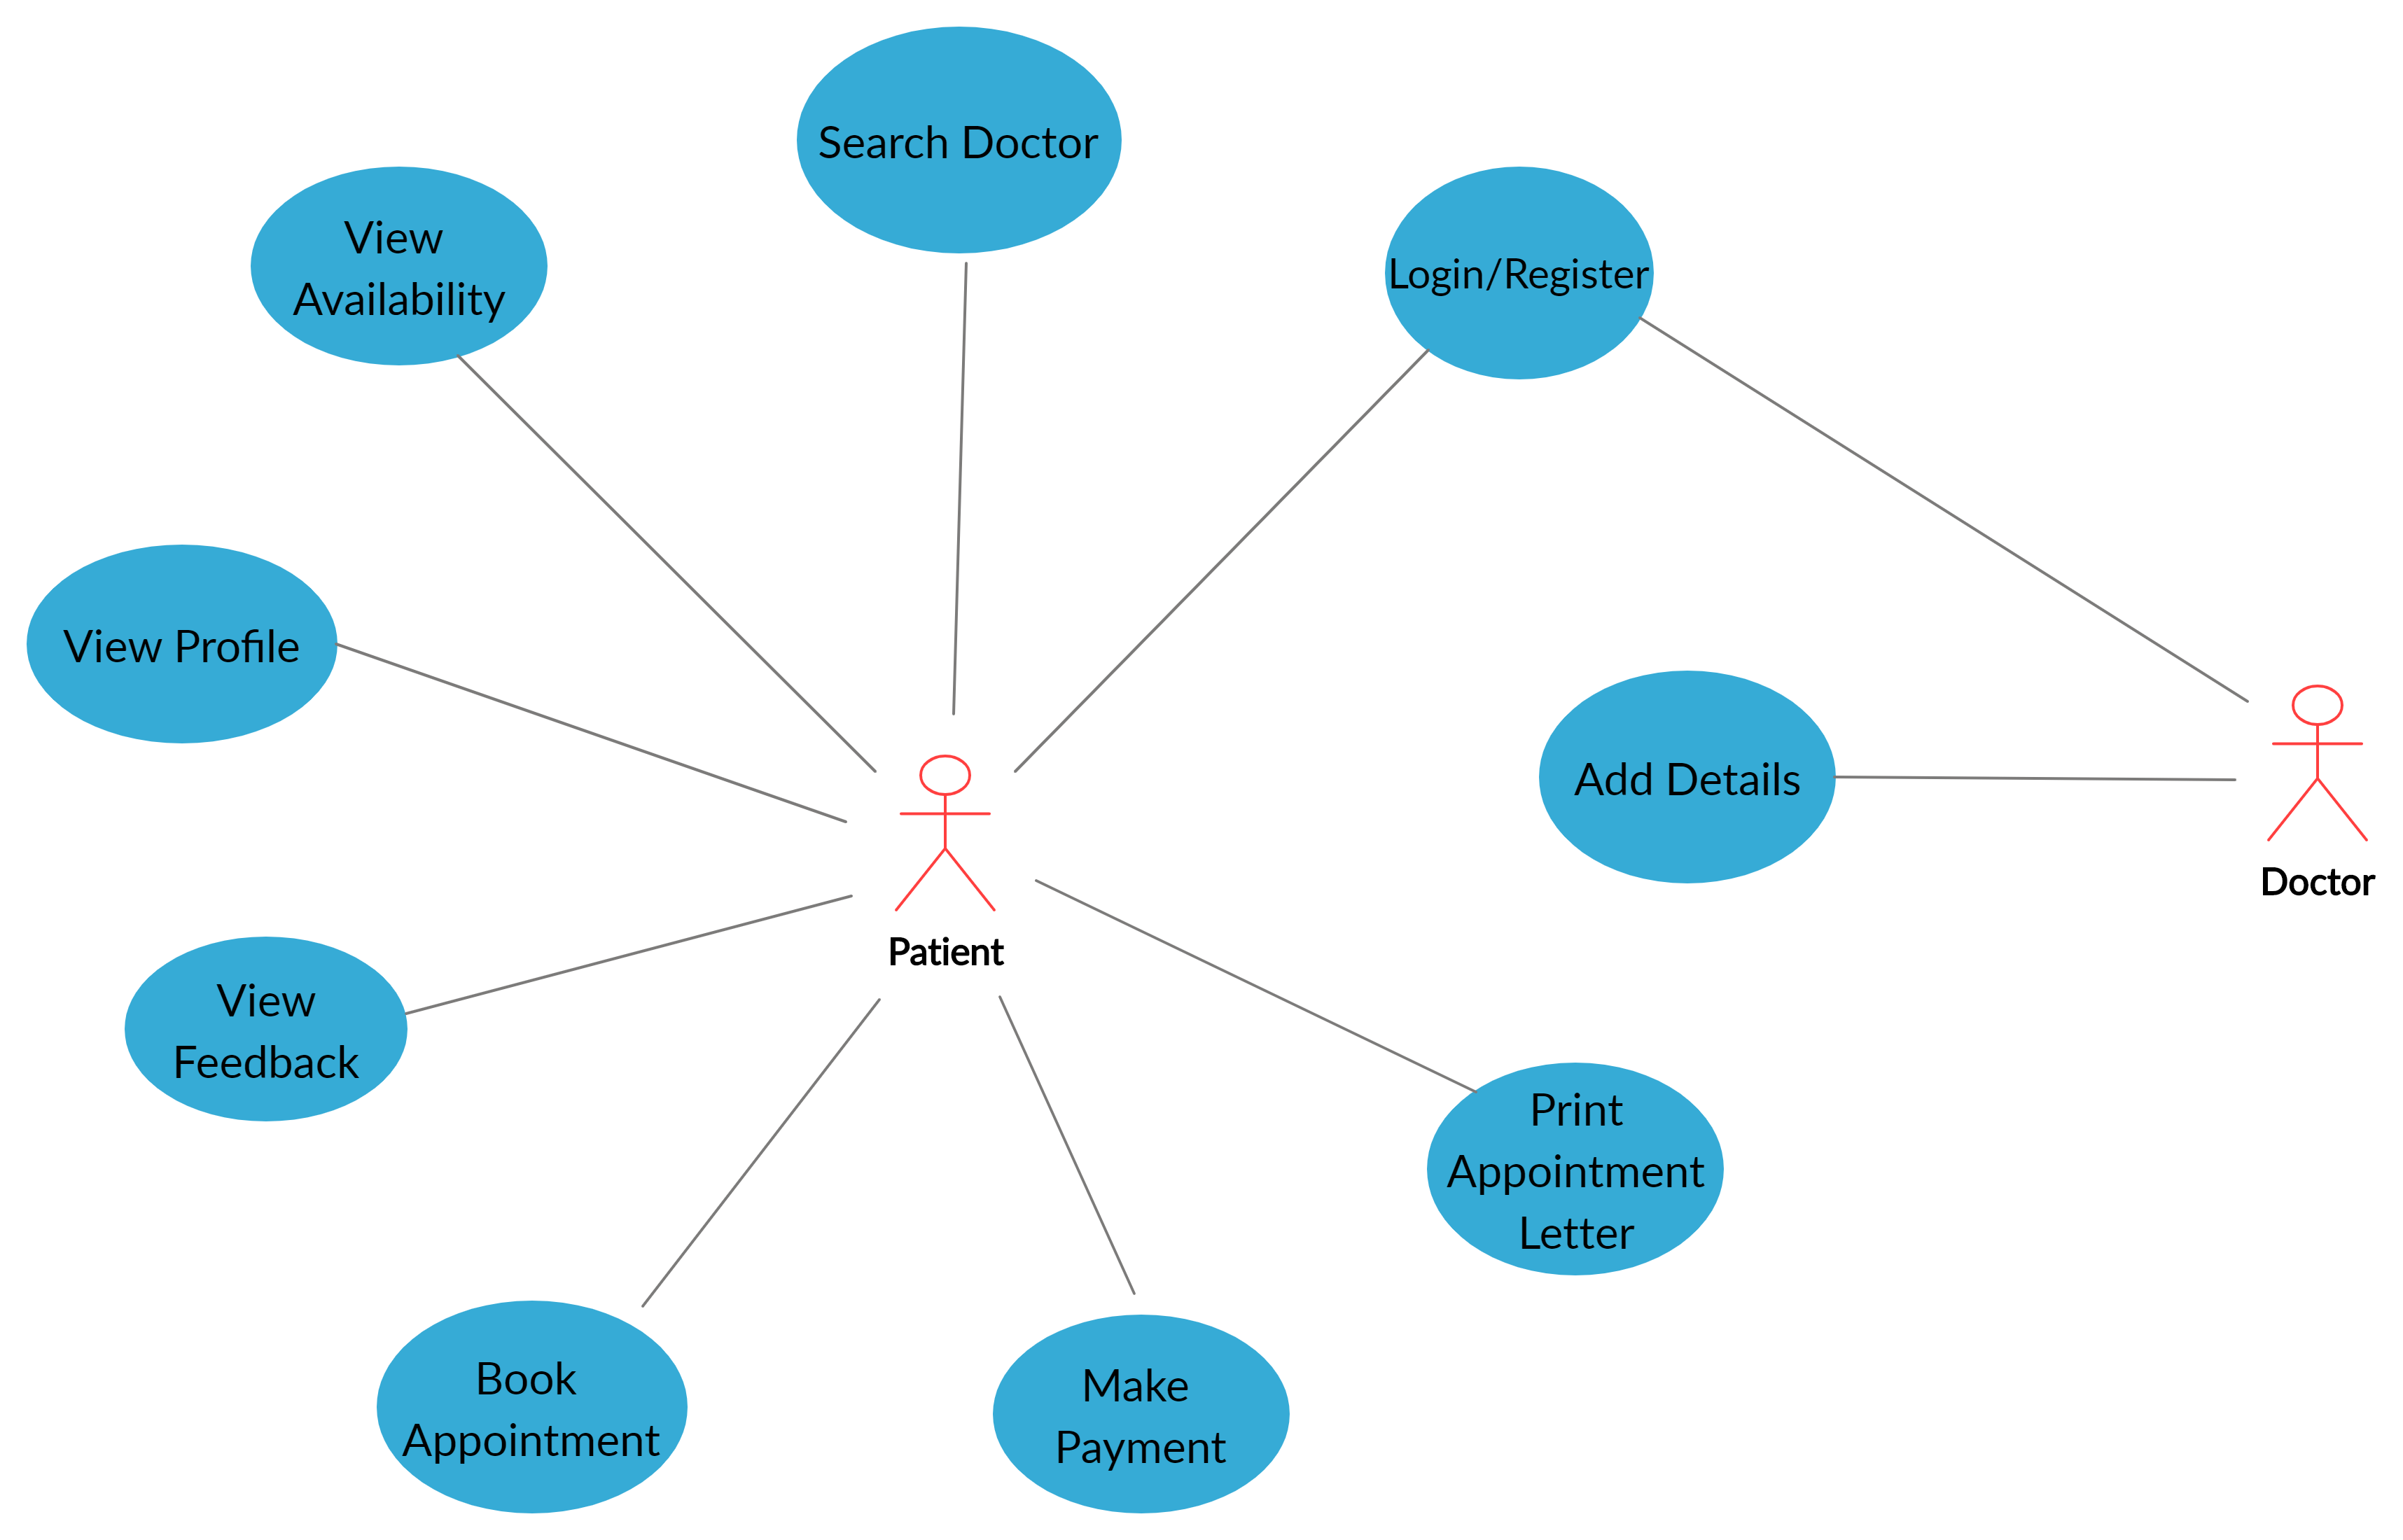 Search Doctor
View
Availability
Login/Register
View Profile
Add Details
Doctor
Patient
View
Feedback
Print
Appointment
Letter
Book
Appointment
Make
Payment